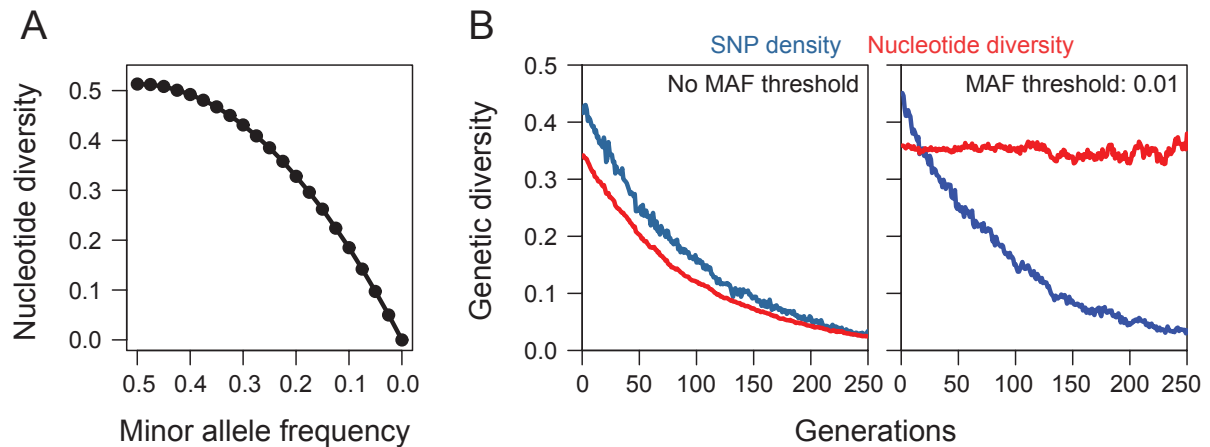 A
Nucleotide diversity
0.5
0.4
0.3
0.2
0.1
0.0
0.5 0.4 0.3 0.2 0.1 0.0
Minor allele frequency
B
SNP density Nucleotide diversity
Genetic diversity
0.5
0.4
0.3
0.2
0.1
0.0
No MAF threshold
0 50 100 150 200 250
MAF threshold: 0.01
0 50 100 150 200 250
Generations